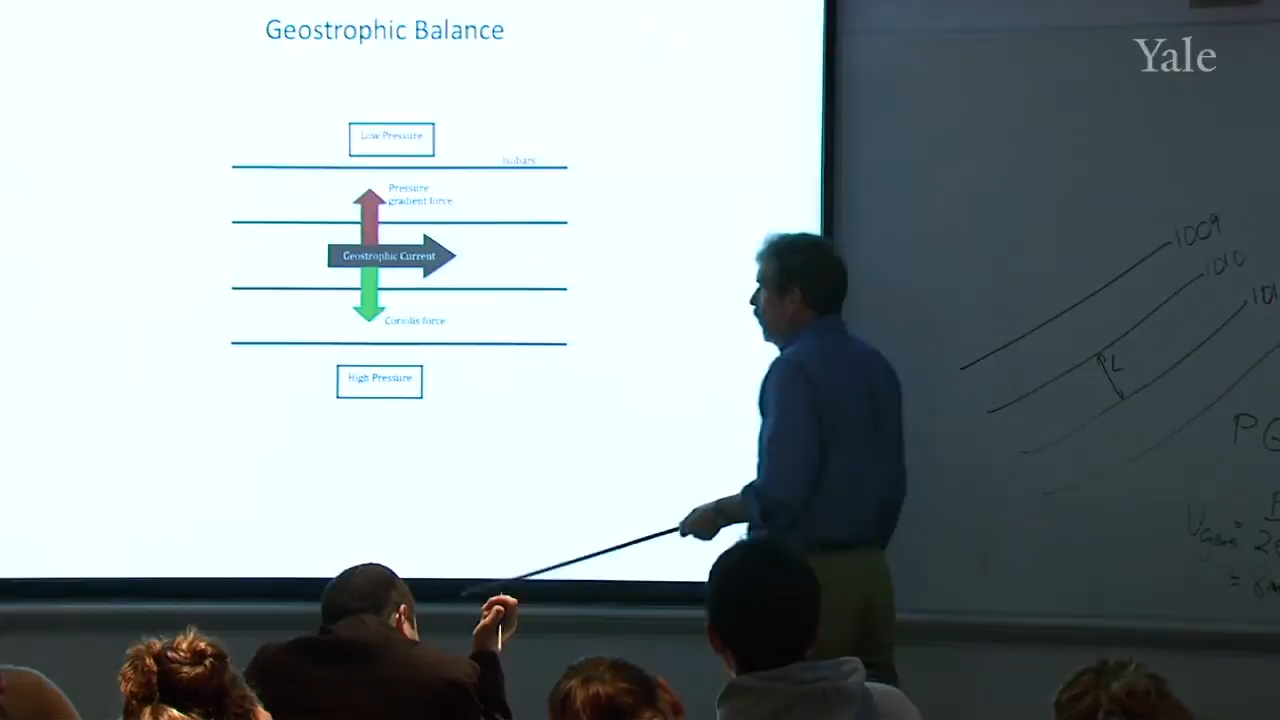 Geostrophic Balance
Yale
Low Pressure
Isobars
Pressure
gradient force
Geostrophic Current
Coriolis force
High Pressure
1009
1010
L